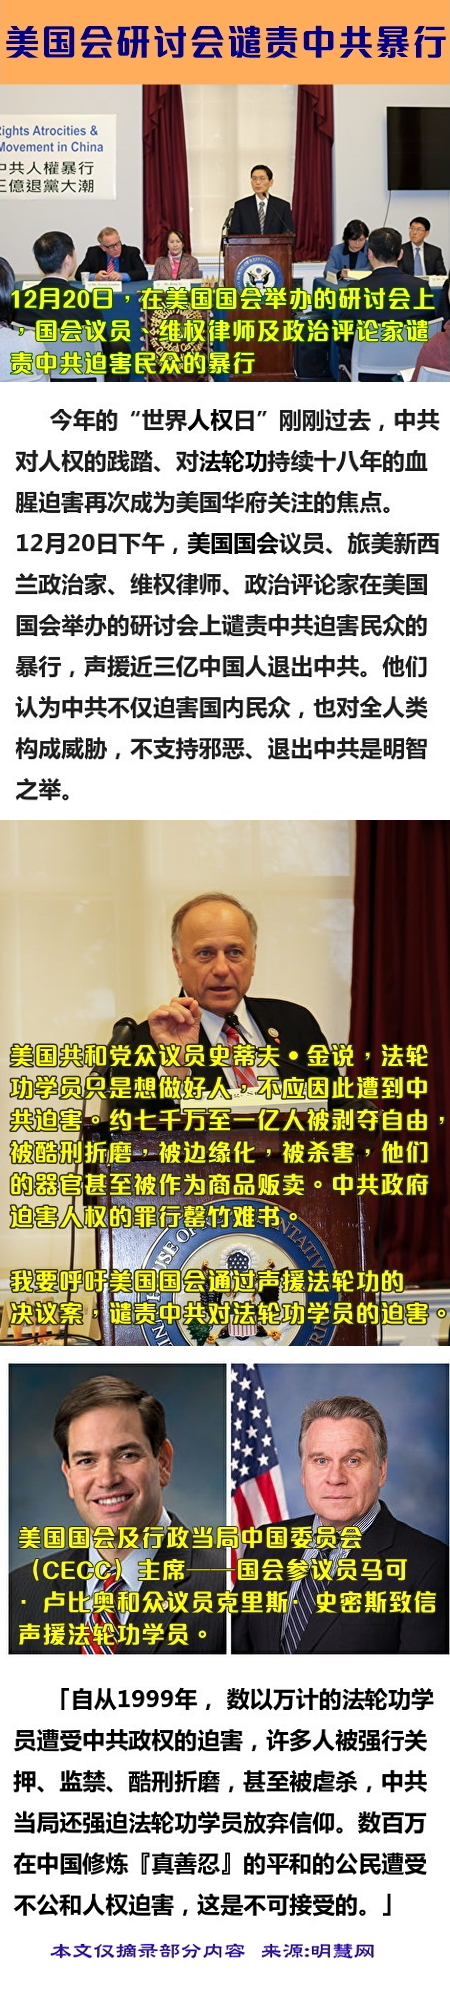 美国会研讨会谴责中共暴行
Rights Atrocities &
Movement in China
中共人權暴行
三億退黨大潮
12月20日，在美国国会举办的研讨会上
，国会议员、维权律师及政治评论家谴
责中共迫害民众的暴行
今年的“世界人权日”刚刚过去，中共
对人权的践踏、对法轮功持续十八年的血
腥迫害再次成为美国华府关注的焦点。
12月20日下午，美国国会议员、旅美新西
兰政治家、维权律师、政治评论家在美国
国会举办的研讨会上谴责中共迫害民众的
暴行，声援近三亿中国人退出中共。他们
认为中共不仅迫害国内民众，也对全人类
构成威胁，不支持邪恶、退出中共是明智
之举。
美国共和党众议员史蒂夫•金说，法轮
功学员只是想做好人，不应因此遭到中
共迫害。约七千万至一亿人被剥夺自由，
被酷刑折磨，被边缘化，被杀害，他们
的器官甚至被作为商品贩卖。中共政府
迫害人权的罪行罄竹难书。
我要呼吁美国国会通过声援法轮功的
决议案，谴责中共对法轮功学员的迫害。
美国国会及行政当局中国委员会
（CECC）主席——国会参议员马可
·卢比奥和众议员克里斯·史密斯致信
声援法轮功学员。
「自从1999年， 数以万计的法轮功学
员遭受中共政权的迫害，许多人被强行关
押、监禁、酷刑折磨，甚至被虐杀，中共
当局还强迫法轮功学员放弃信仰。数百万
在中国修炼『真善忍』的平和的公民遭受
不公和人权迫害，这是不可接受的。」
本文仅摘录部分内容 来源:明慧网